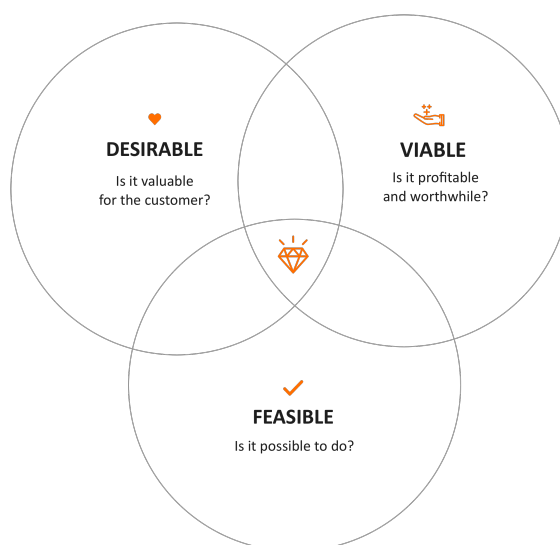 DESIRABLE
Is it valuable
for the customer?
VIABLE
Is it profitable
and worthwhile?
FEASIBLE
Is it possible to do?